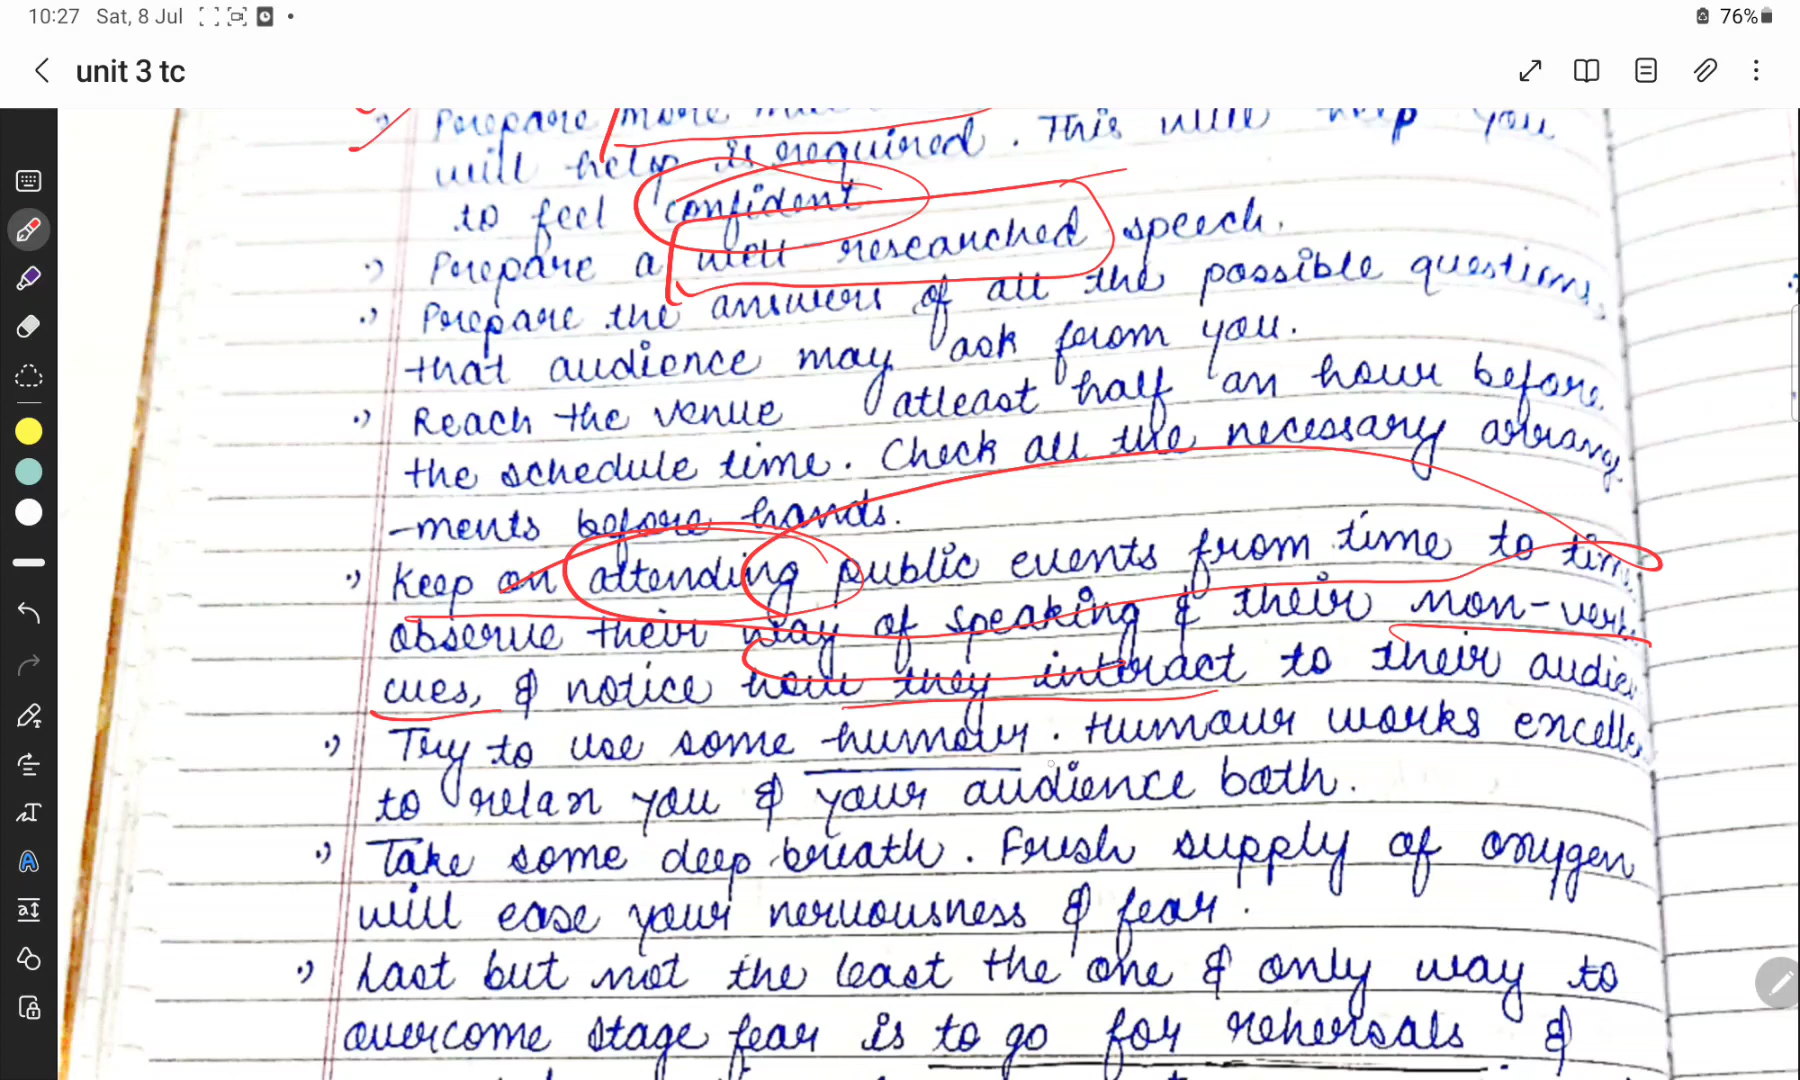 10:27 Sat, 8 Jul
76%
unit 3 tc
Prepare more
will help is required. This will help you
to feel confident
Prepare a well researched speech.
Prepare the answers of all the possible questions
that audience may ask from you.
Reach the venue atleast half an hour before
the schedule time. Check all the necessary arrang
-ments before hands.
Keep on attending public events from time to time
observe their way of speaking & their non-verb
cues, & notice how they interact to their audie
Try to use some humour. Humour works excelle
to relax you & your audience both.
Take some deep breath. Fresh supply of oxygen
will ease your nervousness & fear.
Last but not the least the one & only way to
overcome stage fear is to go for rehersals. &